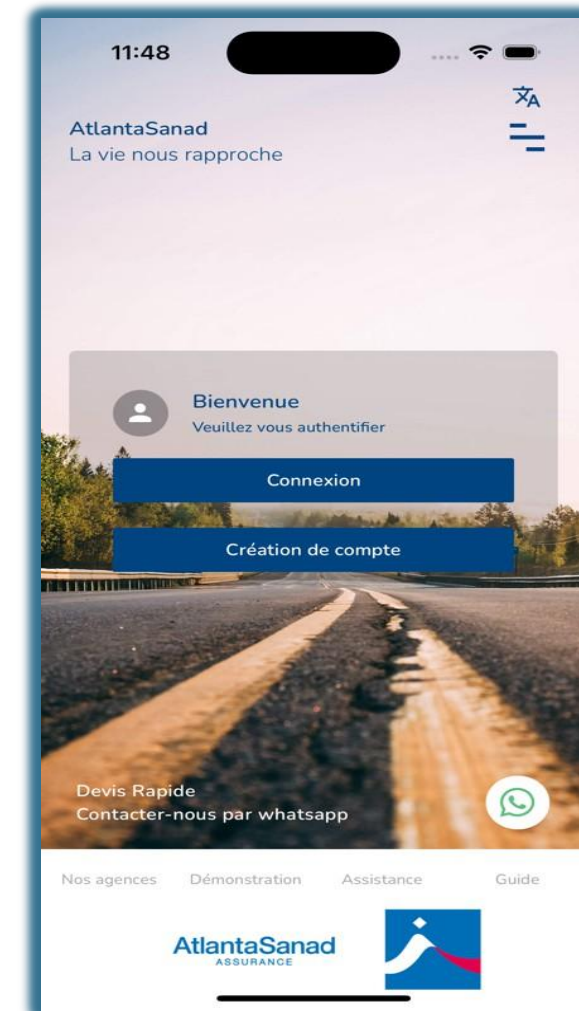 11:48
AtlantaSanad
La vie nous rapproche
Bienvenue
Veuillez vous authentifier
Connexion
Création de compte
Devis Rapide
Contacter-nous par whatsapp
Nos agences Démonstration Assistance Guide
AtlantaSanad
ASSURANCE